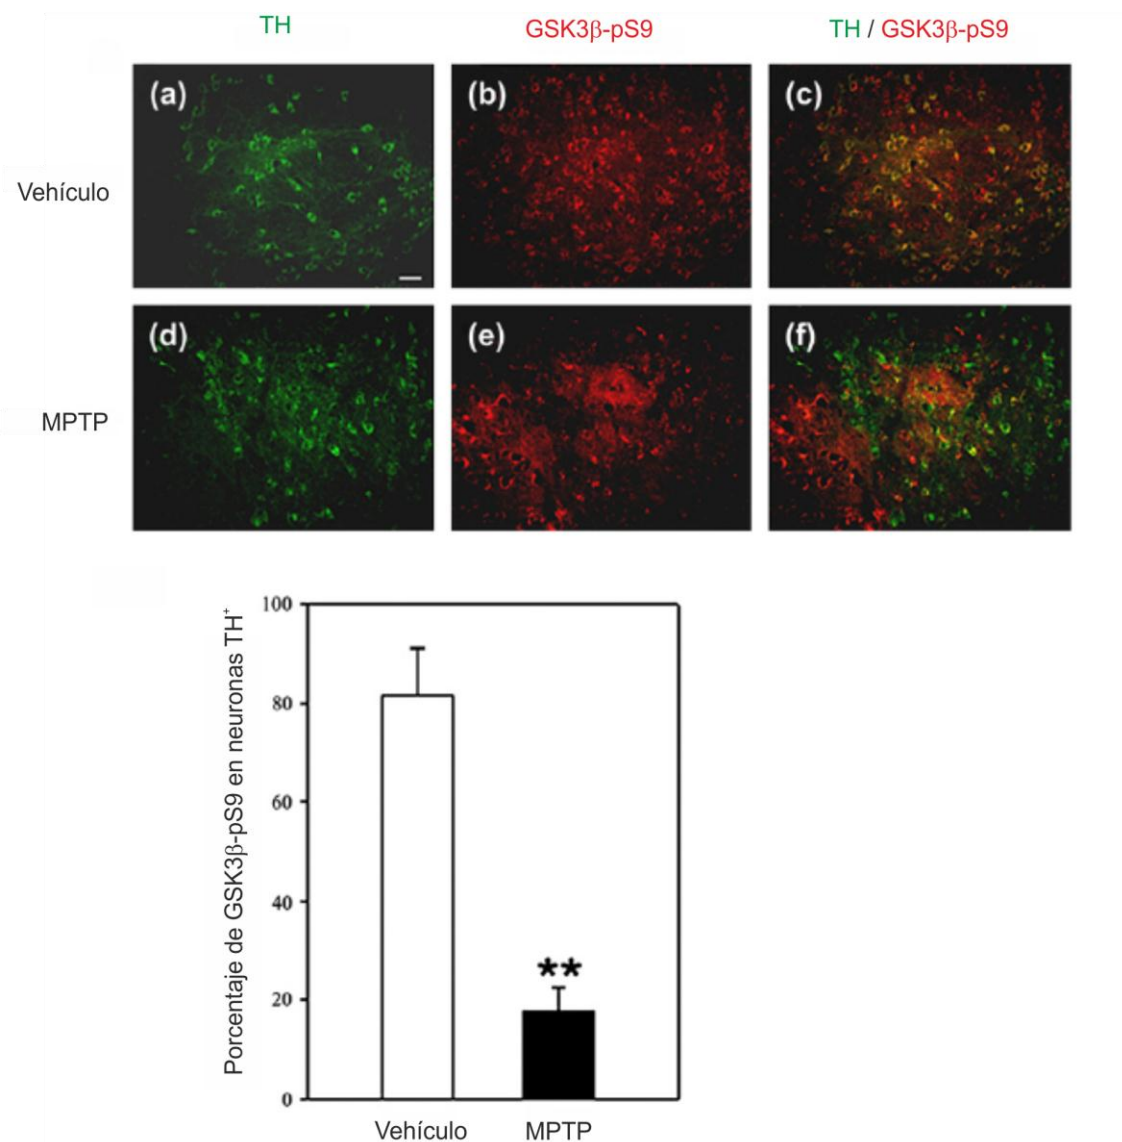 TH
GSK3β-pS9
TH / GSK3β-pS9
Vehículo
(a)
(b)
(c)
MPTP
(d)
(e)
(f)
Porcentaje de GSK3β-pS9 en neuronas TH⁺
100
80
60
40
20
0
**
Vehículo
MPTP